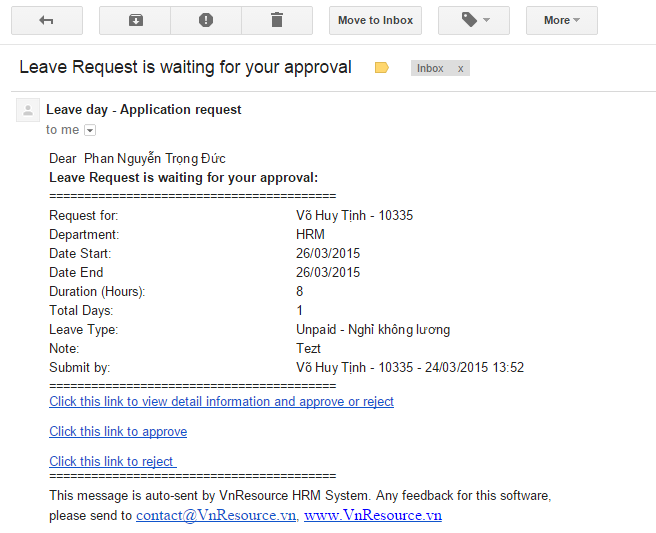 Move to Inbox
More
Leave Request is waiting for your approval
Inbox x
Leave day - Application request
to me
Dear Phan Nguyễn Trọng Đức
Leave Request is waiting for your approval:
=========================================
Request for: Võ Huy Tịnh - 10335
Department: HRM
Date Start: 26/03/2015
Date End 26/03/2015
Duration (Hours): 8
Total Days: 1
Leave Type: Unpaid - Nghỉ không lương
Note: Tezt
Submit by: Võ Huy Tịnh - 10335 - 24/03/2015 13:52
=========================================
Click this link to view detail information and approve or reject
Click this link to approve
Click this link to reject
=========================================
This message is auto-sent by VnResource HRM System. Any feedback for this software,
please send to contact@VnResource.vn, www.VnResource.vn